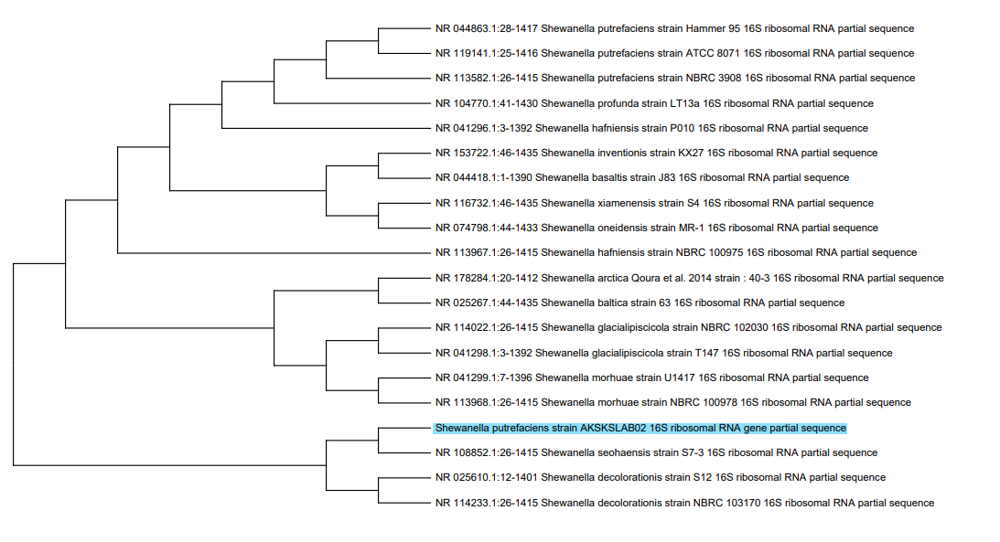 NR 044863.1:28-1417 Shewanella putrefaciens strain Hammer 95 16S ribosomal RNA partial sequence
NR 119141.1:25-1416 Shewanella putrefaciens strain ATCC 8071 16S ribosomal RNA partial sequence
NR 113582.1:26-1415 Shewanella putrefaciens strain NBRC 3908 16S ribosomal RNA partial sequence
NR 104770.1:41-1430 Shewanella profunda strain LT13a 16S ribosomal RNA partial sequence
NR 041296.1:3-1392 Shewanella hafniensis strain P010 16S ribosomal RNA partial sequence
NR 153722.1:46-1435 Shewanella inventionis strain KX27 16S ribosomal RNA partial sequence
NR 044418.1:1-1390 Shewanella basaltis strain J83 16S ribosomal RNA partial sequence
NR 116732.1:46-1435 Shewanella xiamenensis strain S4 16S ribosomal RNA partial sequence
NR 074798.1:44-1433 Shewanella oneidensis strain MR-1 16S ribosomal RNA partial sequence
NR 113967.1:26-1415 Shewanella hafniensis strain NBRC 100975 16S ribosomal RNA partial sequence
NR 178284.1:20-1412 Shewanella arctica Qoura et al. 2014 strain : 40-3 16S ribosomal RNA partial sequence
NR 025267.1:44-1435 Shewanella baltica strain 63 16S ribosomal RNA partial sequence
NR 114022.1:26-1415 Shewanella glacialipiscicola strain NBRC 102030 16S ribosomal RNA partial sequence
NR 041298.1:3-1392 Shewanella glacialipiscicola strain T147 16S ribosomal RNA partial sequence
NR 041299.1:7-1396 Shewanella morhuae strain U1417 16S ribosomal RNA partial sequence
NR 113968.1:26-1415 Shewanella morhuae strain NBRC 100978 16S ribosomal RNA partial sequence
Shewanella putrefaciens strain AKSKSLAB02 16S ribosomal RNA gene partial sequence
NR 108852.1:26-1415 Shewanella seohaensis strain S7-3 16S ribosomal RNA partial sequence
NR 025610.1:12-1401 Shewanella decolorationis strain S12 16S ribosomal RNA partial sequence
NR 114233.1:26-1415 Shewanella decolorationis strain NBRC 103170 16S ribosomal RNA partial sequence